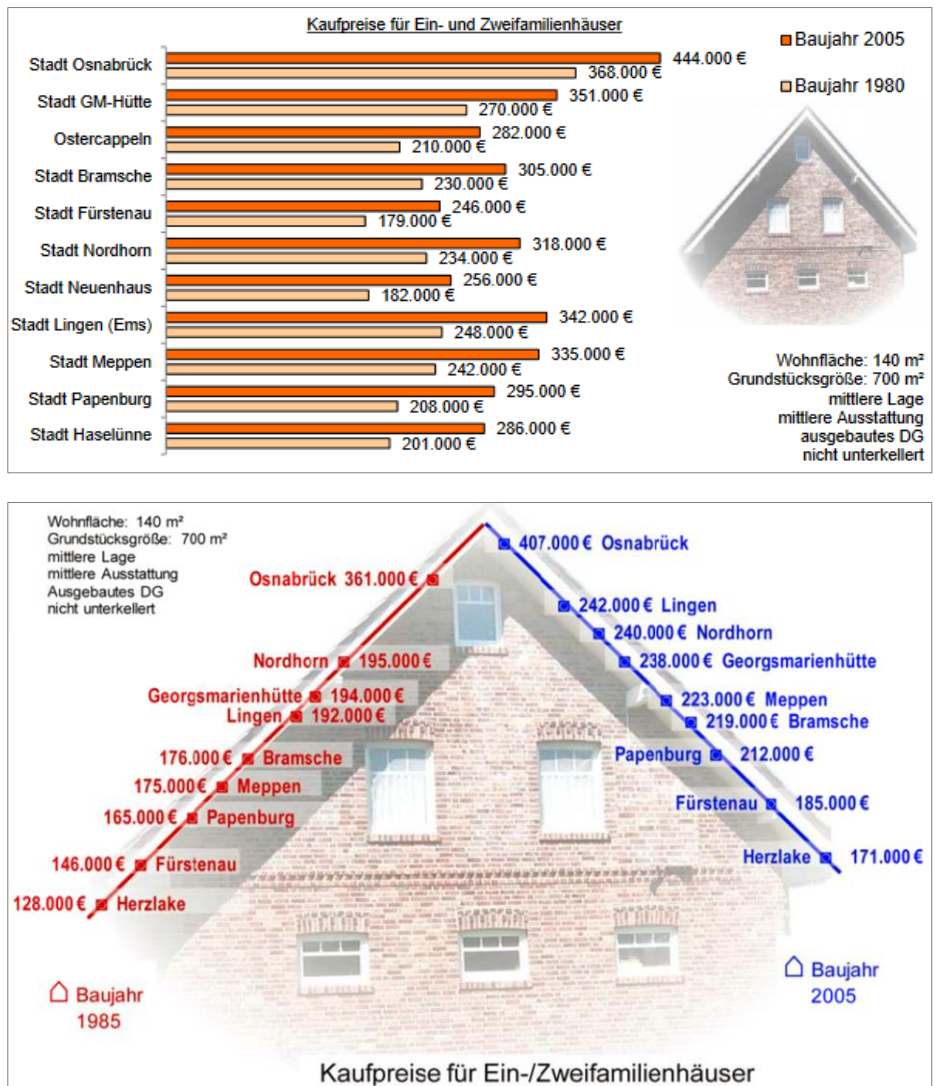 Kaufpreise für Ein- und Zweifamilienhäuser
Baujahr 2005
Baujahr 1980
Stadt Osnabrück 444.000 €
368.000 €
Stadt GM-Hütte 351.000 €
270.000 €
Ostercappeln 282.000 €
210.000 €
Stadt Bramsche 305.000 €
230.000 €
Stadt Fürstenau 246.000 €
179.000 €
Stadt Nordhorn 318.000 €
234.000 €
Stadt Neuenhaus 256.000 €
182.000 €
Stadt Lingen (Ems) 342.000 €
248.000 €
Stadt Meppen 335.000 €
242.000 €
Stadt Papenburg 295.000 €
208.000 €
Stadt Haselünne 286.000 €
201.000 €
Wohnfläche: 140 m²
Grundstücksgröße: 700 m²
mittlere Lage
mittlere Ausstattung
ausgebautes DG
nicht unterkellert
Wohnfläche: 140 m²
Grundstücksgröße: 700 m²
mittlere Lage
mittlere Ausstattung
Ausgebautes DG
nicht unterkellert
Osnabrück 361.000 €
Nordhorn 195.000 €
Georgsmarienhütte 194.000 €
Lingen 192.000 €
176.000 € Bramsche
175.000 € Meppen
165.000 € Papenburg
146.000 € Fürstenau
128.000 € Herzlake
Baujahr
1985
407.000 € Osnabrück
242.000 € Lingen
240.000 € Nordhorn
238.000 € Georgsmarienhütte
223.000 € Meppen
219.000 € Bramsche
Papenburg 212.000 €
Fürstenau 185.000 €
Herzlake 171.000 €
Baujahr
2005
Kaufpreise für Ein-/Zweifamilienhäuser